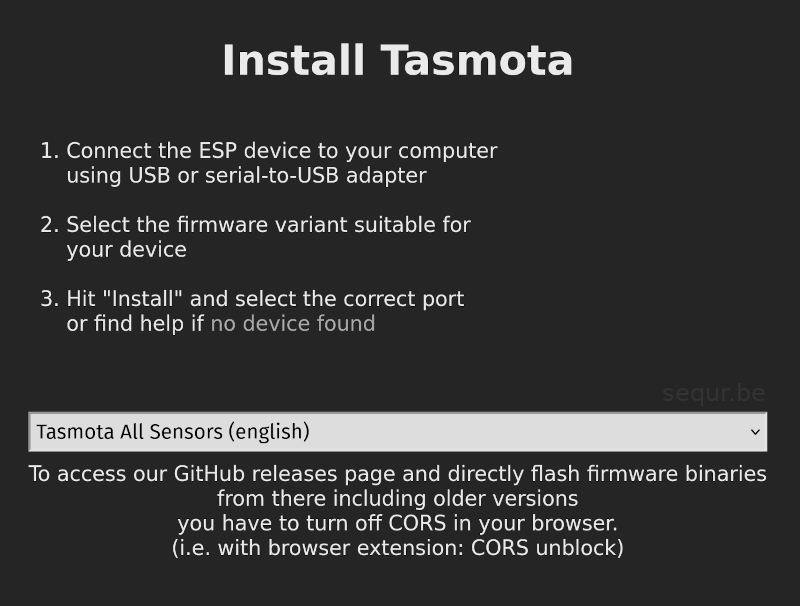 Install Tasmota
1. Connect the ESP device to your computer
using USB or serial-to-USB adapter
2. Select the firmware variant suitable for
your device
3. Hit "Install" and select the correct port
or find help if no device found
sequr.be
Tasmota All Sensors (english)
To access our GitHub releases page and directly flash firmware binaries
from there including older versions
you have to turn off CORS in your browser.
(i.e. with browser extension: CORS unblock)